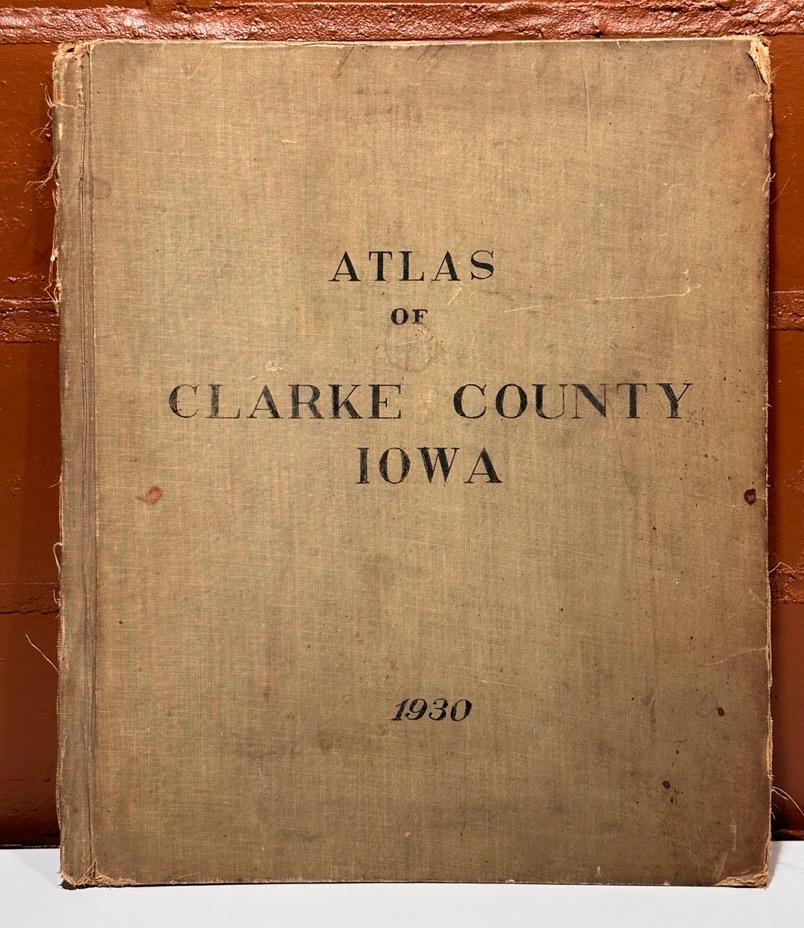 ATLAS
OF
CLARKE COUNTY
IOWA
1930